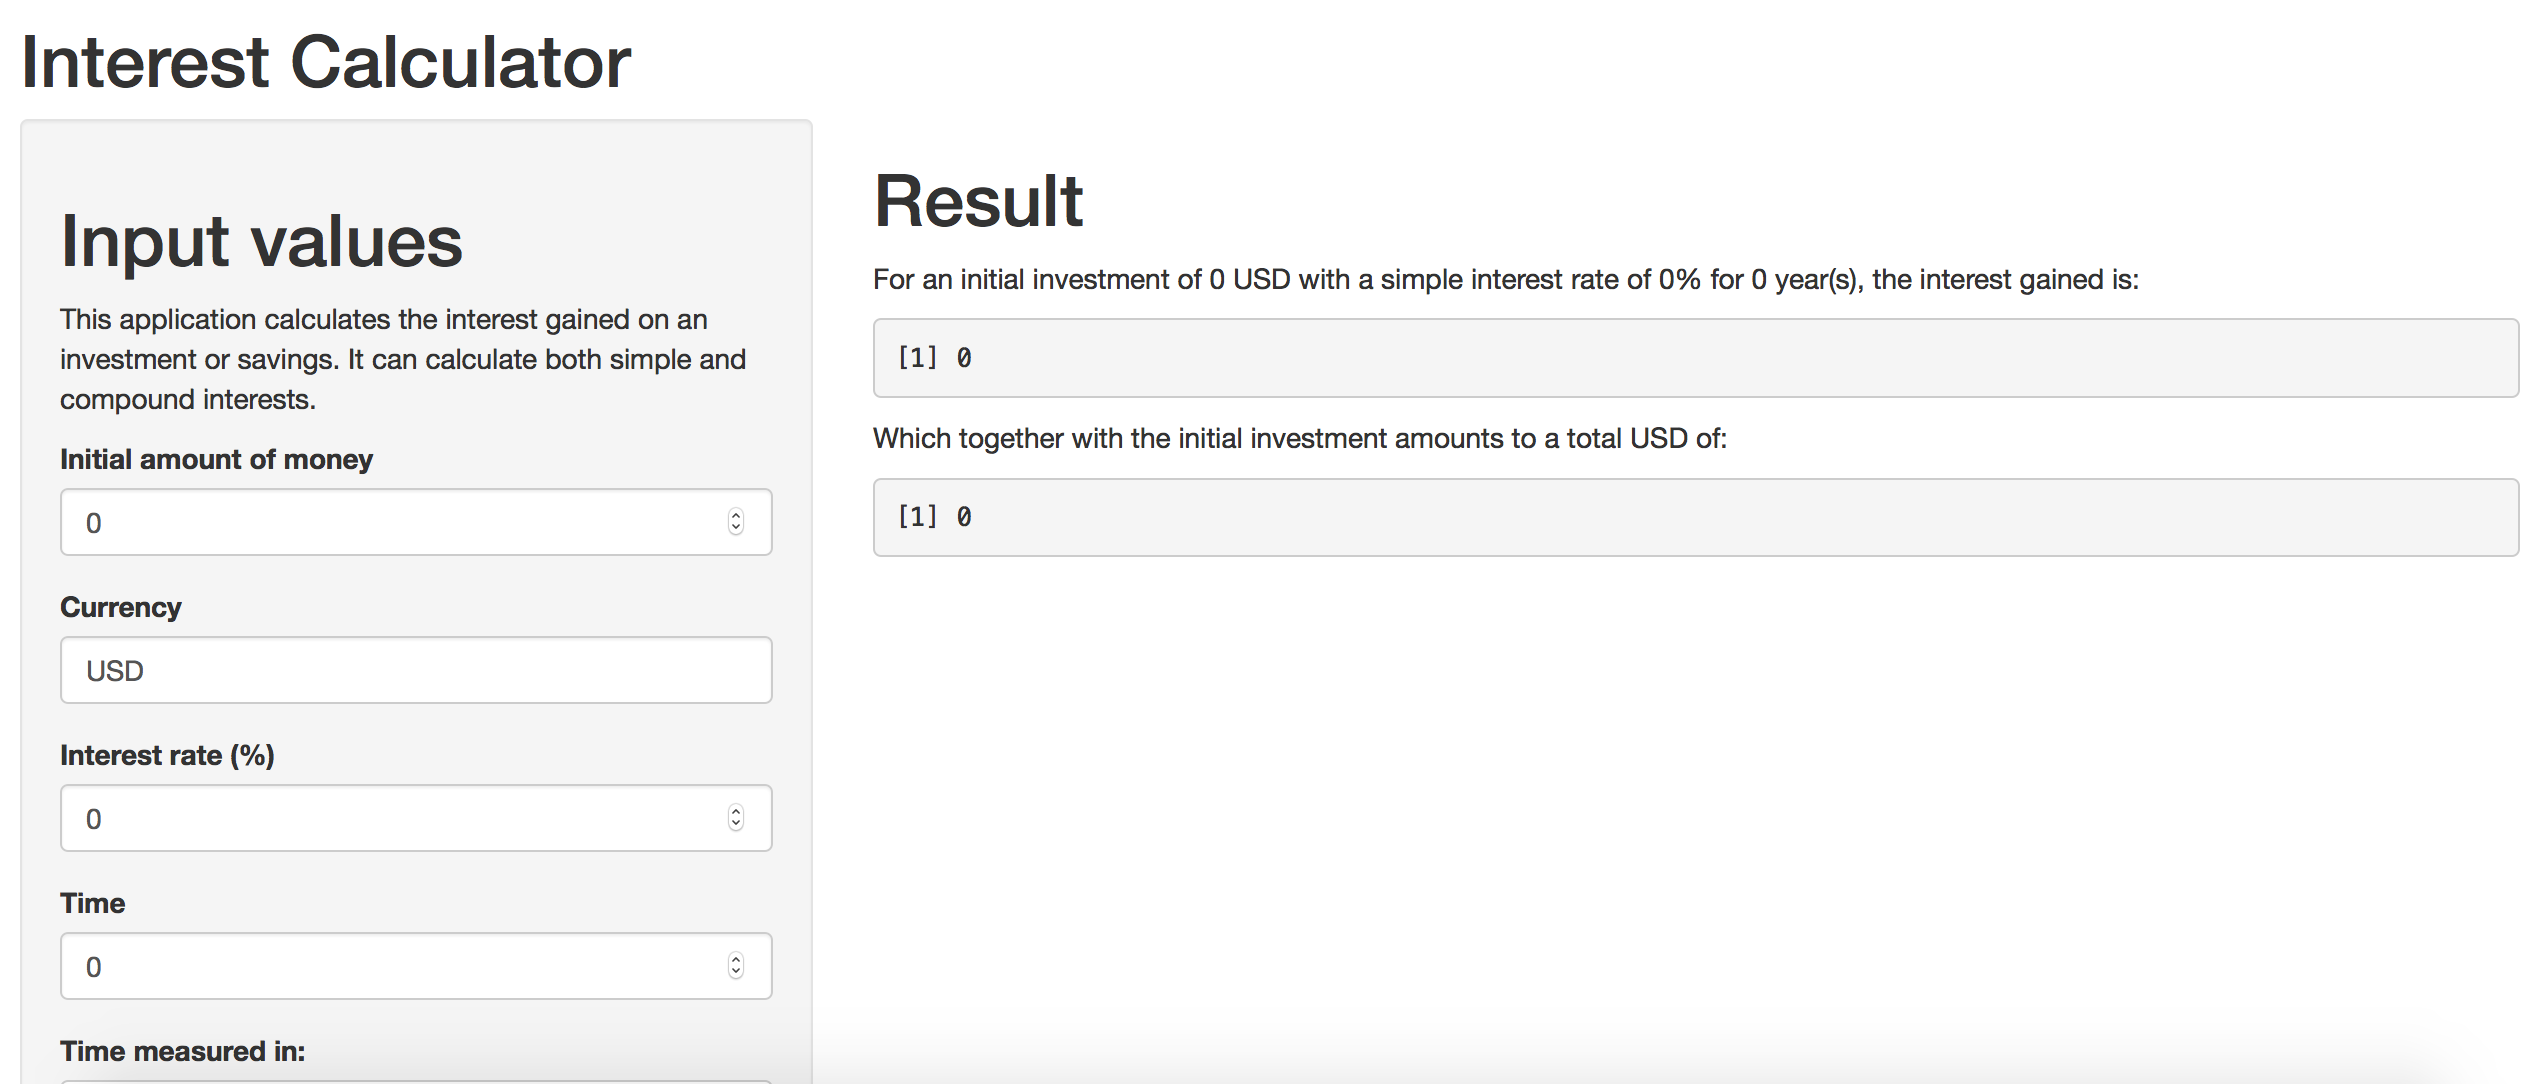 Interest Calculator
Input values
This application calculates the interest gained on an
investment or savings. It can calculate both simple and
compound interests.
Initial amount of money
0
Currency
USD
Interest rate (%)
0
Time
0
Time measured in:
Result
For an initial investment of 0 USD with a simple interest rate of 0% for 0 year(s), the interest gained is:
[1] 0
Which together with the initial investment amounts to a total USD of:
[1] 0